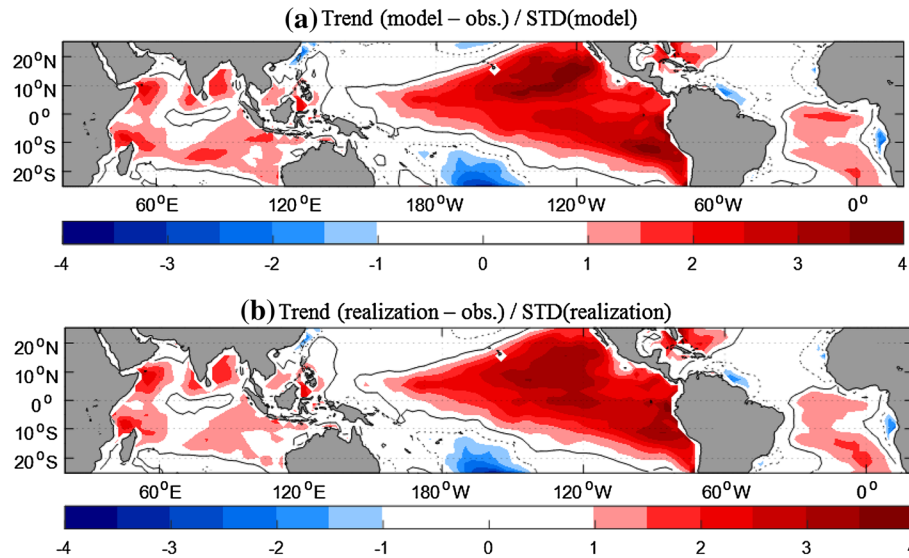 (a) Trend (model – obs.) / STD(model)
20°N
10°N
0°
10°S
20°S
60°E 120°E 180°W 120°W 60°W 0°
-4 -3 -2 -1 0 1 2 3 4
(b) Trend (realization – obs.) / STD(realization)
20°N
10°N
0°
10°S
20°S
60°E 120°E 180°W 120°W 60°W 0°
-4 -3 -2 -1 0 1 2 3 4